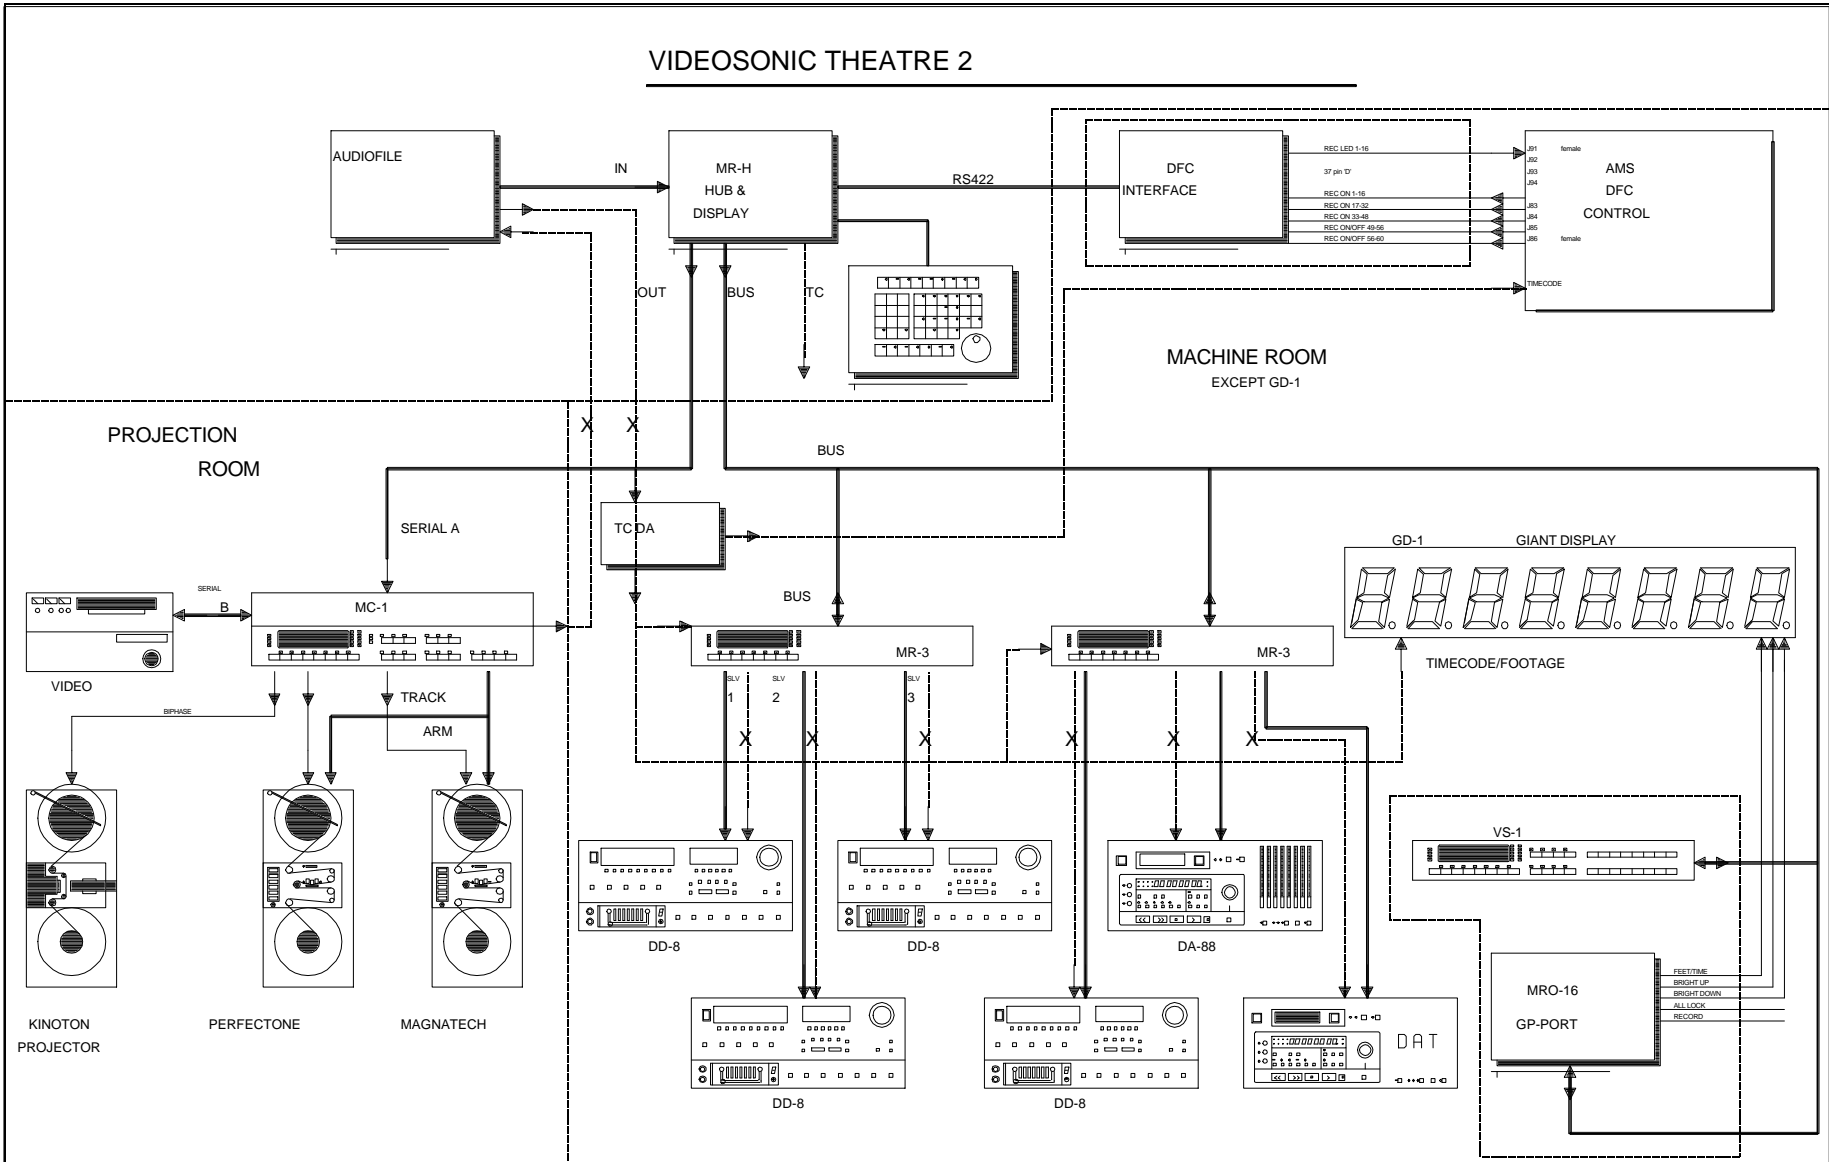 VIDEOSONIC THEATRE 2
AUDIOFILE
IN
MR-H
HUB &
DISPLAY
RS422
DFC
INTERFACE
REC LED 1-16
37 pin 'D'
REC ON 1-16
REC ON 17-32
REC ON 33-48
REC ON/OFF 49-56
REC ON/OFF 56-60
J91 female
J92
J93
J94
J83
J84
J85
J86 female
AMS
DFC
CONTROL
TIMECODE
OUT
BUS
TC
MACHINE ROOM
EXCEPT GD-1
PROJECTION
ROOM
X
X
BUS
SERIAL A
TC DA
GD-1 GIANT DISPLAY
SERIAL
B
MC-1
BUS
MR-3
MR-3
TIMECODE/FOOTAGE
VIDEO
BIPHASE
TRACK
ARM
SLV
1
SLV
2
SLV
3
X
X
X
X
X
X
VS-1
DD-8
DD-8
DA-88
MRO-16
GP-PORT
FEET/TIME
BRIGHT UP
BRIGHT DOWN
ALL LOCK
RECORD
KINOTON
PROJECTOR
PERFECTONE
MAGNATECH
DAT
DD-8
DD-8